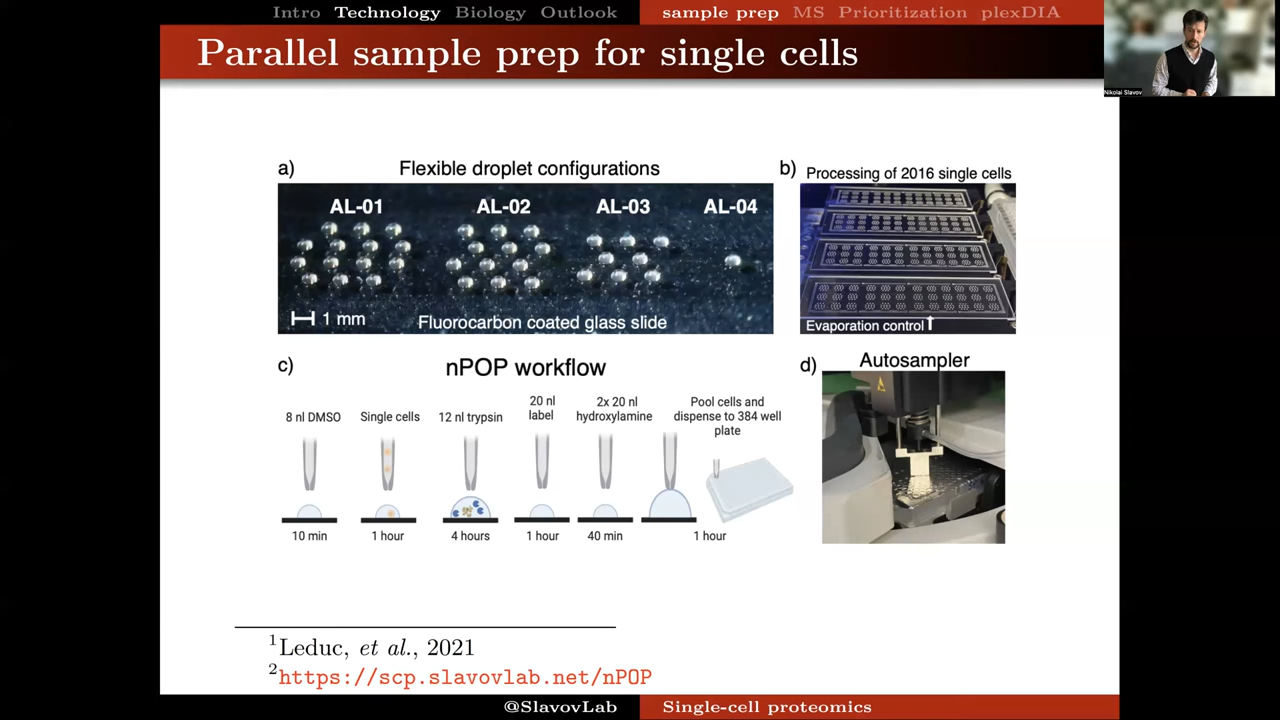 Intro Technology Biology Outlook sample prep MS Prioritization plexDIA
Parallel sample prep for single cells
Nikolai Slavov
a) Flexible droplet configurations
AL-01 AL-02 AL-03 AL-04
1 mm Fluorocarbon coated glass slide
b) Processing of 2016 single cells
Evaporation control
c) nPOP workflow
8 nl DMSO
Single cells
12 nl trypsin
20 nl
label
2x 20 nl
hydroxylamine
Pool cells and
dispense to 384 well
plate
10 min 1 hour 4 hours 1 hour 40 min 1 hour
d) Autosampler
1Leduc, et al., 2021
2https://scp.slavovlab.net/nPOP
@SlavovLab Single-cell proteomics